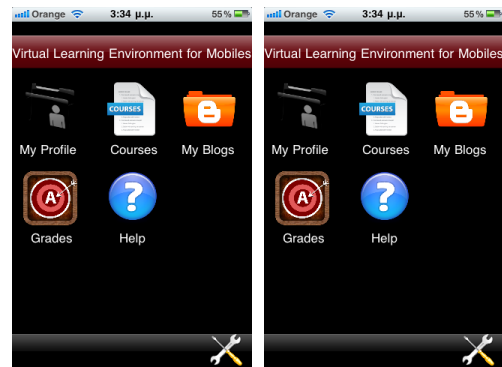 Orange 3:34 μ.μ. 55 %
Virtual Learning Environment for Mobiles
COURSES
My Profile Courses My Blogs
A
Grades Help
Orange 3:34 μ.μ. 55 %
Virtual Learning Environment for Mobiles
COURSES
My Profile Courses My Blogs
A
Grades Help